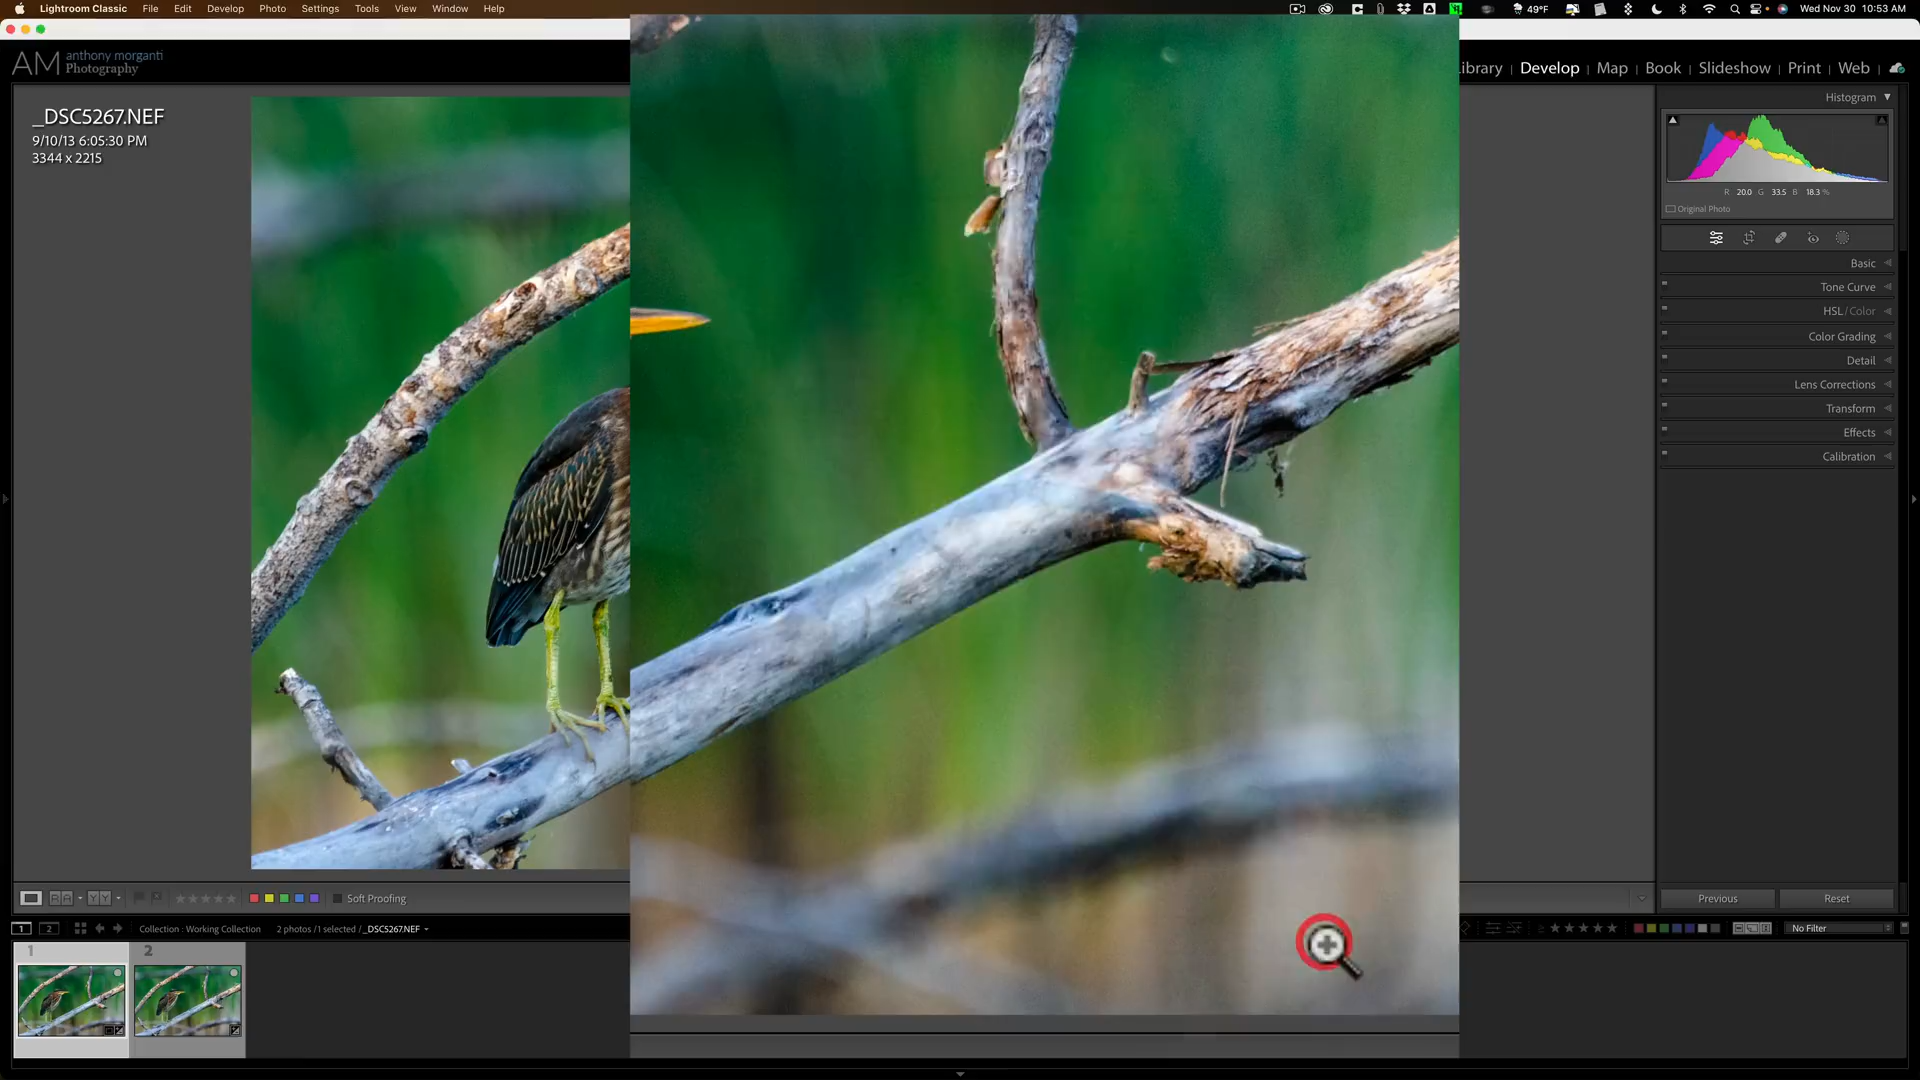 Lightroom Classic File Edit Develop Photo Settings Tools View Window Help
49°F Wed Nov 30 10:53 AM
AM anthony morganti
Photography
Library | Develop | Map | Book | Slideshow | Print | Web
_DSC5267.NEF
9/10/13 6:05:30 PM
3344 x 2215
Histogram
R 20.0 G 33.5 B 18.3 %
Original Photo
Basic
Tone Curve
HSL / Color
Color Grading
Detail
Lens Corrections
Transform
Effects
Calibration
Soft Proofing
Previous Reset
1 2 Collection : Working Collection 2 photos / 1 selected / _DSC5267.NEF No Filter
1 2